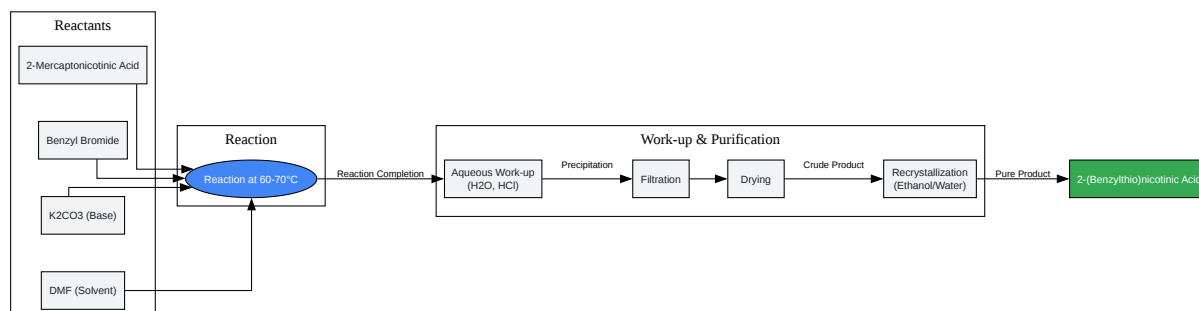 Reactants
2-Mercaptonicotinic Acid
Benzyl Bromide
K2CO3 (Base)
DMF (Solvent)
Reaction
Reaction at 60-70°C
Reaction Completion
Work-up & Purification
Aqueous Work-up
(H2O, HCl)
Precipitation
Filtration
Drying
Crude Product
Recrystallization
(Ethanol/Water)
Pure Product
2-(Benzylthio)nicotinic Acid